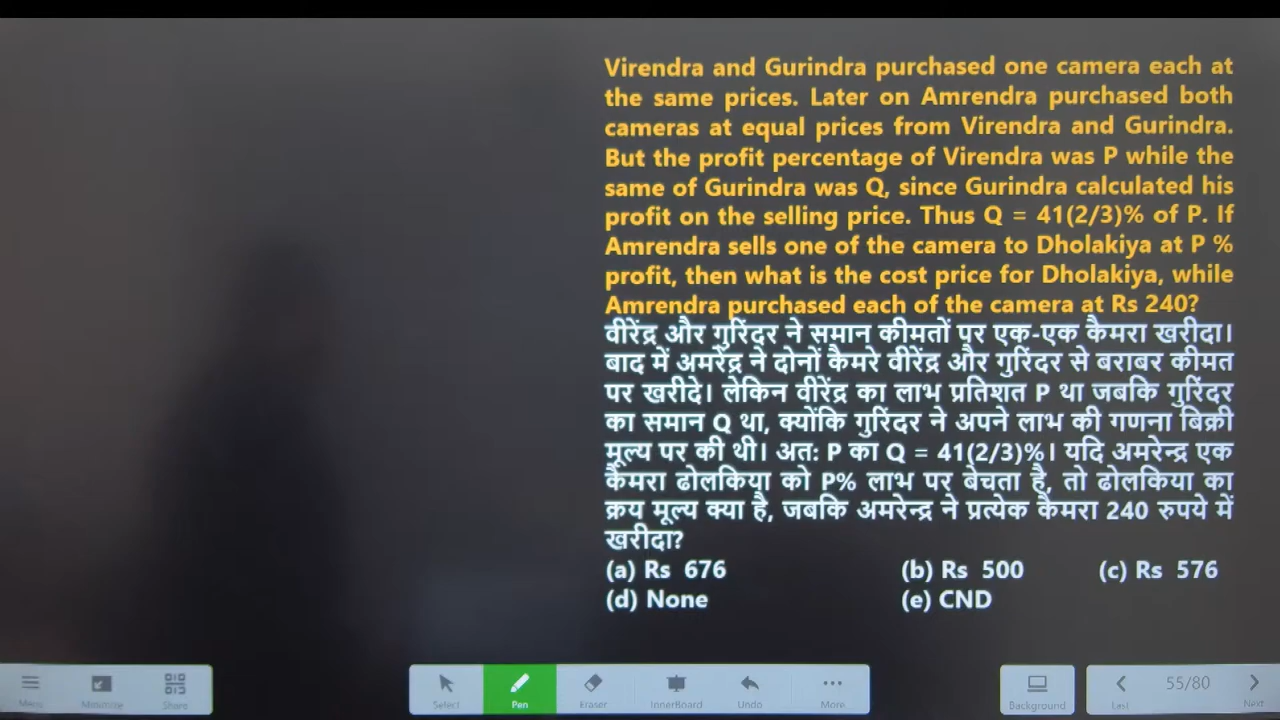 Virendra and Gurindra purchased one camera each at
the same prices. Later on Amrendra purchased both
cameras at equal prices from Virendra and Gurindra.
But the profit percentage of Virendra was P while the
same of Gurindra was Q, since Gurindra calculated his
profit on the selling price. Thus Q = 41(2/3)% of P. If
Amrendra sells one of the camera to Dholakiya at P %
profit, then what is the cost price for Dholakiya, while
Amrendra purchased each of the camera at Rs 240?
वीरेंद्र और गुरिंदर ने समान कीमतों पर एक-एक कैमरा खरीदा।
बाद में अमरेंद्र ने दोनों कैमरे वीरेंद्र और गुरिंदर से बराबर कीमत
पर खरीदे। लेकिन वीरेंद्र का लाभ प्रतिशत P था जबकि गुरिंदर
का समान Q था, क्योंकि गुरिंदर ने अपने लाभ की गणना बिक्री
मूल्य पर की थी। अतः P का Q = 41(2/3)%। यदि अमरेन्द्र एक
कैमरा ढोलकिया को P% लाभ पर बेचता है, तो ढोलकिया का
क्रय मूल्य क्या है, जबकि अमरेन्द्र ने प्रत्येक कैमरा 240 रुपये में
खरीदा?
(a) Rs 676 (b) Rs 500 (c) Rs 576
(d) None (e) CND
Menu Minimize Share Select Pen Eraser InnerBoard Undo More Background Last 55/80 Next